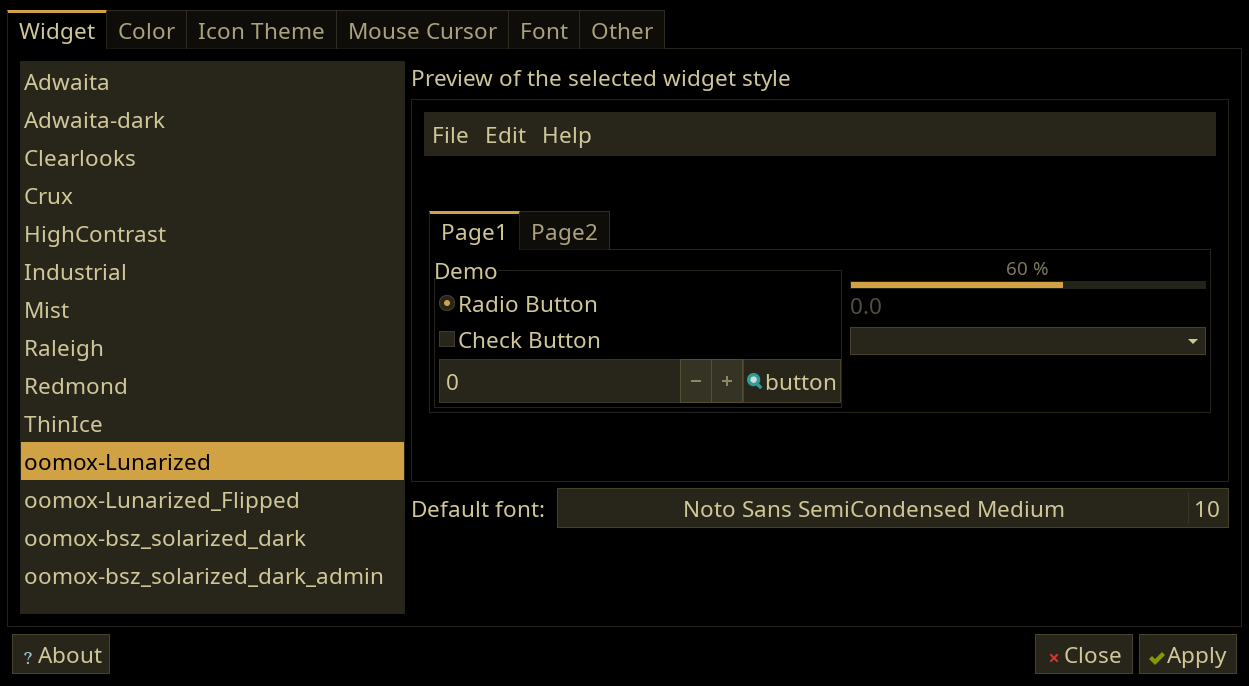 Widget Color Icon Theme Mouse Cursor Font Other
Adwaita
Adwaita-dark
Clearlooks
Crux
HighContrast
Industrial
Mist
Raleigh
Redmond
ThinIce
oomox-Lunarized
oomox-Lunarized_Flipped
oomox-bsz_solarized_dark
oomox-bsz_solarized_dark_admin
Preview of the selected widget style
File Edit Help
Page1 Page2
Demo
Radio Button
Check Button
0 − + button
60 %
0.0
Default font: Noto Sans SemiCondensed Medium 10
? About
Close Apply